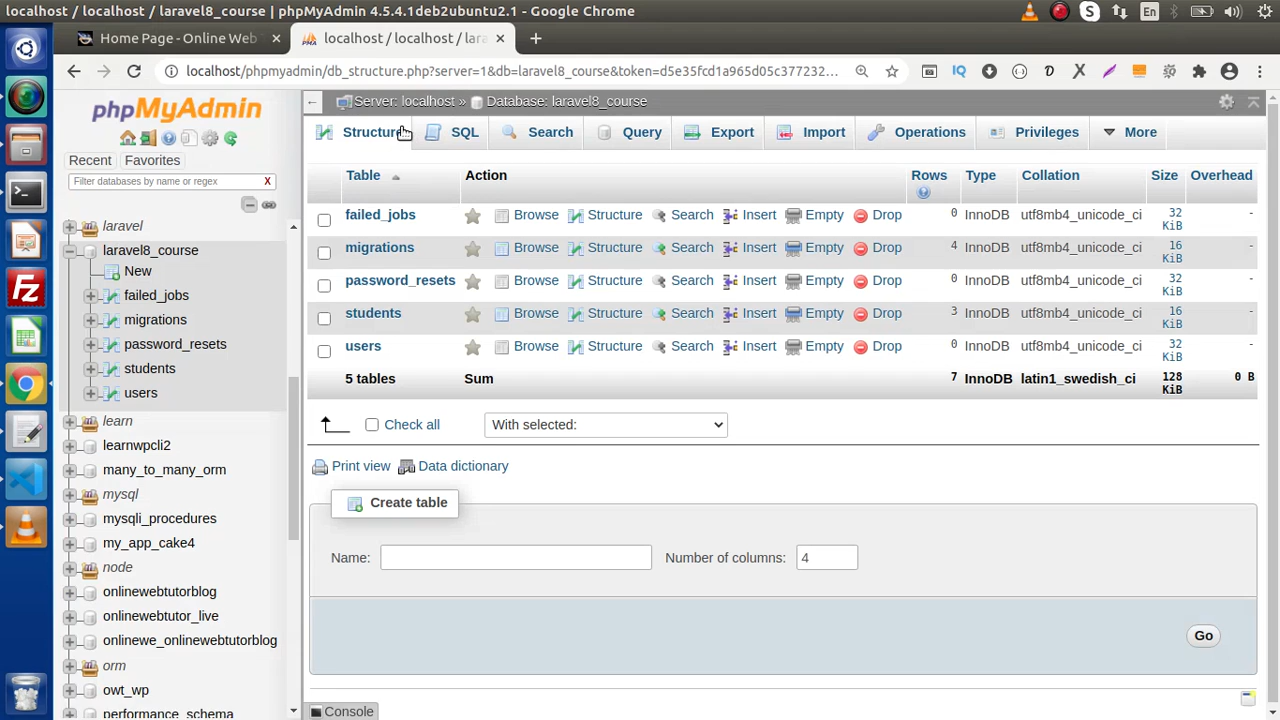 localhost / localhost / laravel8_course | phpMyAdmin 4.5.4.1deb2ubuntu2.1 - Google Chrome
En
Home Page - Online Web
localhost / localhost / lara
localhost/phpmyadmin/db_structure.php?server=1&db=laravel8_course&token=d5e35fcd1a965d05c377232...
phpMyAdmin
Recent Favorites
Filter databases by name or regex X
laravel
laravel8_course
New
failed_jobs
migrations
password_resets
students
users
learn
learnwpcli2
many_to_many_orm
mysql
mysqli_procedures
my_app_cake4
node
onlinewebtutorblog
onlinewebtutor_live
onlinewe_onlinewebtutorblog
orm
owt_wp
performance_schema
Server: localhost » Database: laravel8_course
Structure SQL Search Query Export Import Operations Privileges More
Table Action Rows Type Collation Size Overhead
failed_jobs Browse Structure Search Insert Empty Drop 0 InnoDB utf8mb4_unicode_ci 32 KiB -
migrations Browse Structure Search Insert Empty Drop 4 InnoDB utf8mb4_unicode_ci 16 KiB -
password_resets Browse Structure Search Insert Empty Drop 0 InnoDB utf8mb4_unicode_ci 32 KiB -
students Browse Structure Search Insert Empty Drop 3 InnoDB utf8mb4_unicode_ci 16 KiB -
users Browse Structure Search Insert Empty Drop 0 InnoDB utf8mb4_unicode_ci 32 KiB -
5 tables Sum 7 InnoDB latin1_swedish_ci 128 KiB 0 B
Check all With selected:
Print view Data dictionary
Create table
Name: Number of columns: 4
Go
Console